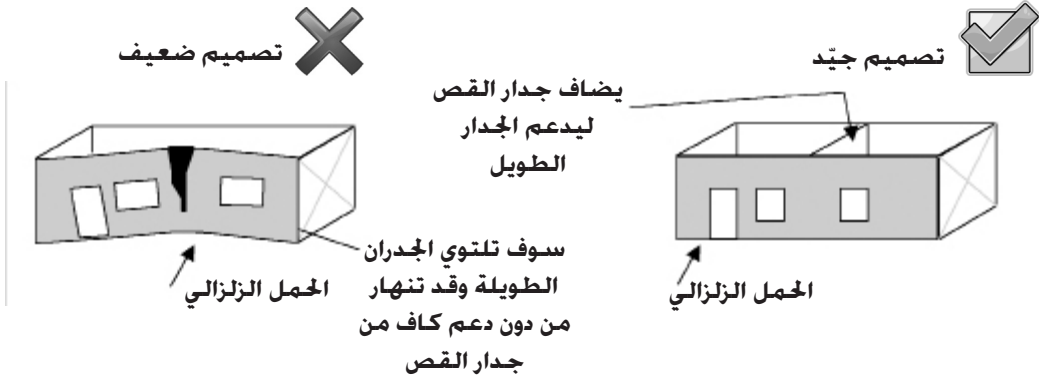 تصميم جيّد
يضاف جدار القص
ليدعم الجدار
الطويل
الحمل الزلزالي
تصميم ضعيف
سوف تلتوي الجدران
الطويلة وقد تنهار
من دون دعم كاف من
جدار القص
الحمل الزلزالي